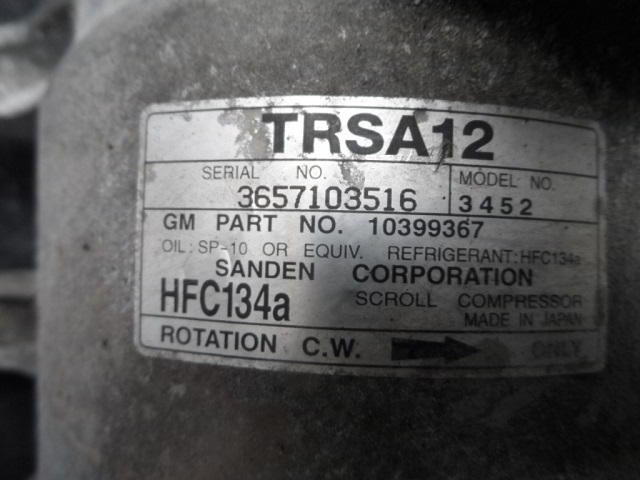 TRSA12
SERIAL NO. MODEL NO.
3657103516 3452
GM PART NO. 10399367
OIL: SP-10 OR EQUIV. REFRIGERANT: HFC134a
SANDEN CORPORATION
HFC134a SCROLL COMPRESSOR
MADE IN JAPAN
ROTATION C.W. ONLY